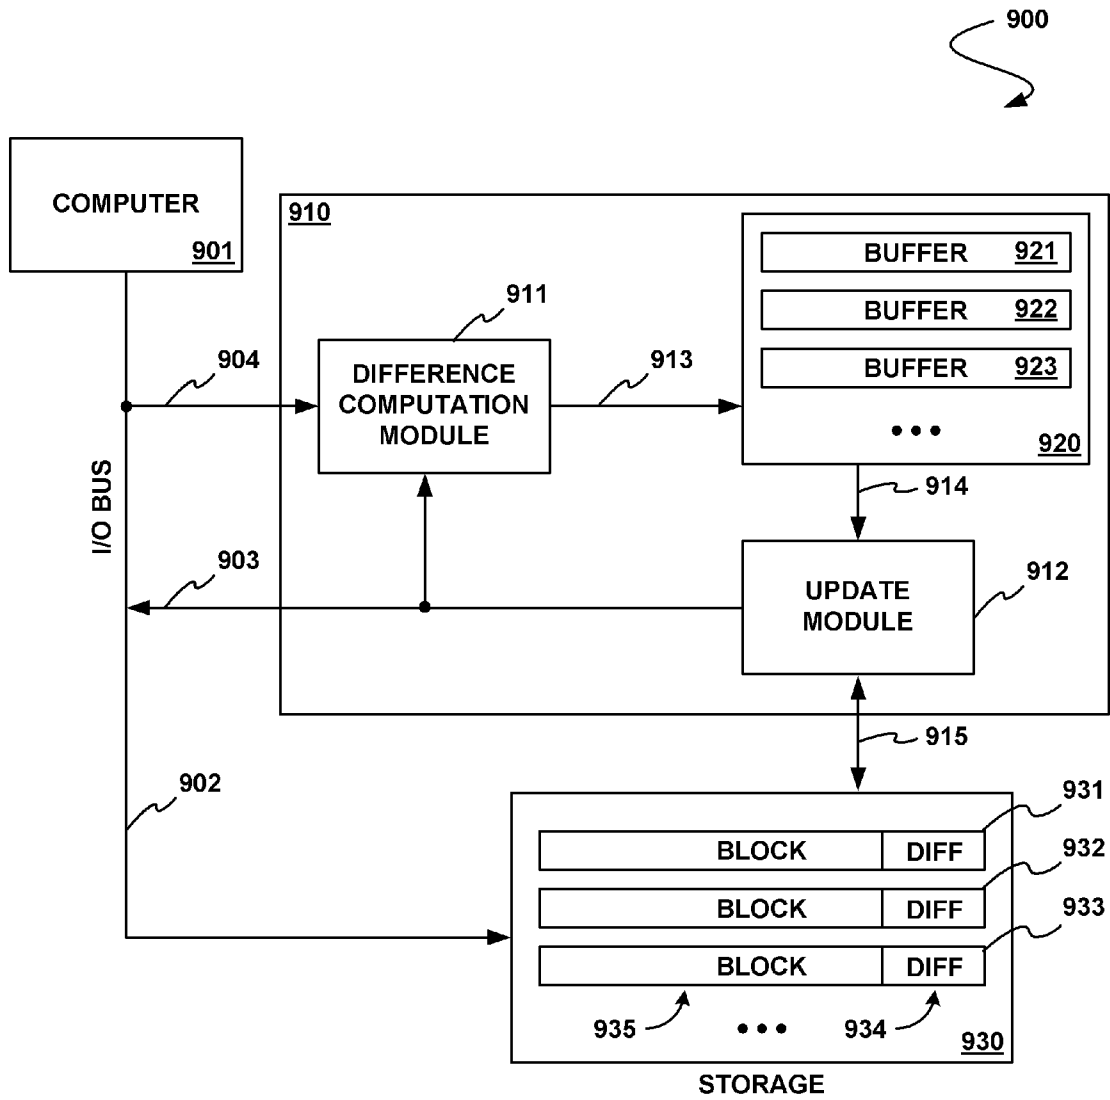 900
COMPUTER
901
910
BUFFER 921
BUFFER 922
BUFFER 923
•••
920
911
DIFFERENCE
COMPUTATION
MODULE
904
913
914
I/O BUS
903
UPDATE
MODULE
912
915
902
931
BLOCK DIFF
932
BLOCK DIFF
933
BLOCK DIFF
935
•••
934
930
STORAGE